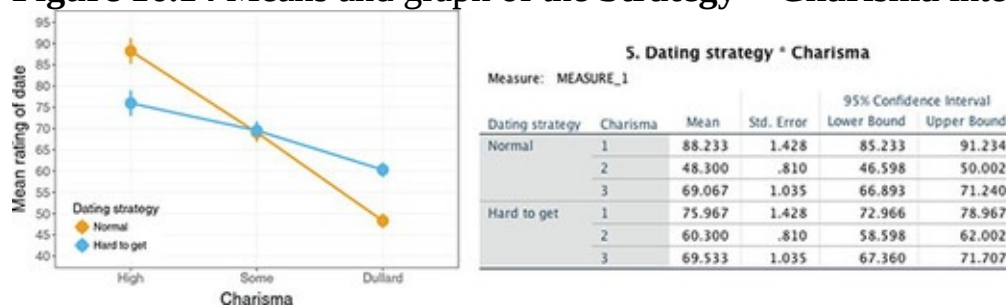 95
90
85
80
75
70
65
60
55
50
45
40
Mean rating of date
Dating strategy
Normal
Hard to get
High Some Dullard
Charisma
5. Dating strategy * Charisma
Measure: MEASURE_1
95% Confidence Interval
Dating strategy Charisma Mean Std. Error Lower Bound Upper Bound
Normal 1 88.233 1.428 85.233 91.234
2 48.300 .810 46.598 50.002
3 69.067 1.035 66.893 71.240
Hard to get 1 75.967 1.428 72.966 78.967
2 60.300 .810 58.598 62.002
3 69.533 1.035 67.360 71.707